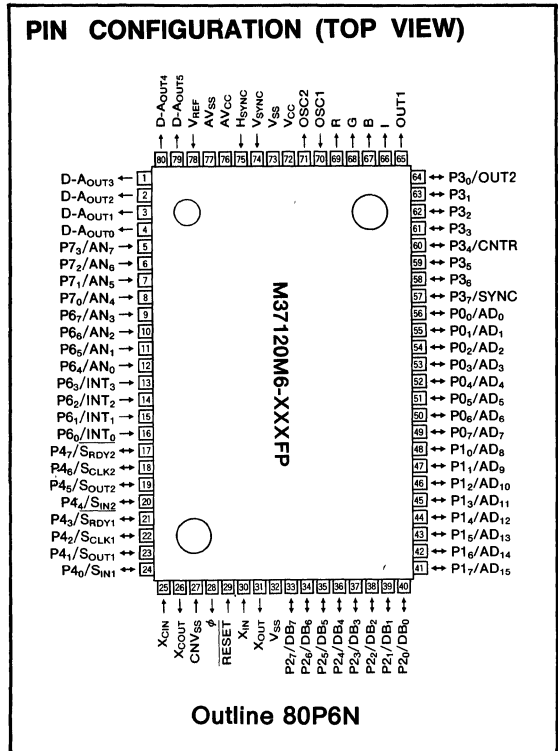 PIN CONFIGURATION (TOP VIEW)
D-AOUT4
D-AOUT5
VREF
AVSS
AVCC
HSYNC
VSYNC
VSS
VCC
OSC2
OSC1
R
G
B
I
OUT1
80 79 78 77 76 75 74 73 72 71 70 69 68 67 66 65
D-AOUT3 ← 1
D-AOUT2 ← 2
D-AOUT1 ← 3
D-AOUT0 ← 4
P73/AN7 → 5
P72/AN6 → 6
P71/AN5 → 7
P70/AN4 → 8
P67/AN3 → 9
P66/AN2 → 10
P65/AN1 → 11
P64/AN0 → 12
P63/INT3 → 13
P62/INT2 → 14
P61/INT1 → 15
P60/INT0 → 16
P47/SRDY2 ↔ 17
P46/SCLK2 ↔ 18
P45/SOUT2 ↔ 19
P44/SIN2 ↔ 20
P43/SRDY1 ↔ 21
P42/SCLK1 ↔ 22
P41/SOUT1 ↔ 23
P40/SIN1 ↔ 24
M37120M6-XXXFP
64 ↔ P30/OUT2
63 ↔ P31
62 ↔ P32
61 ↔ P33
60 ↔ P34/CNTR
59 ↔ P35
58 ↔ P36
57 ↔ P37/SYNC
56 ↔ P00/AD0
55 ↔ P01/AD1
54 ↔ P02/AD2
53 ↔ P03/AD3
52 ↔ P04/AD4
51 ↔ P05/AD5
50 ↔ P06/AD6
49 ↔ P07/AD7
48 ↔ P10/AD8
47 ↔ P11/AD9
46 ↔ P12/AD10
45 ↔ P13/AD11
44 ↔ P14/AD12
43 ↔ P15/AD13
42 ↔ P16/AD14
41 ↔ P17/AD15
25 26 27 28 29 30 31 32 33 34 35 36 37 38 39 40
XCIN
XCOUT
CNVSS
φ
RESET
XIN
XOUT
VSS
P27/DB7
P26/DB6
P25/DB5
P24/DB4
P23/DB3
P22/DB2
P21/DB1
P20/DB0
Outline 80P6N